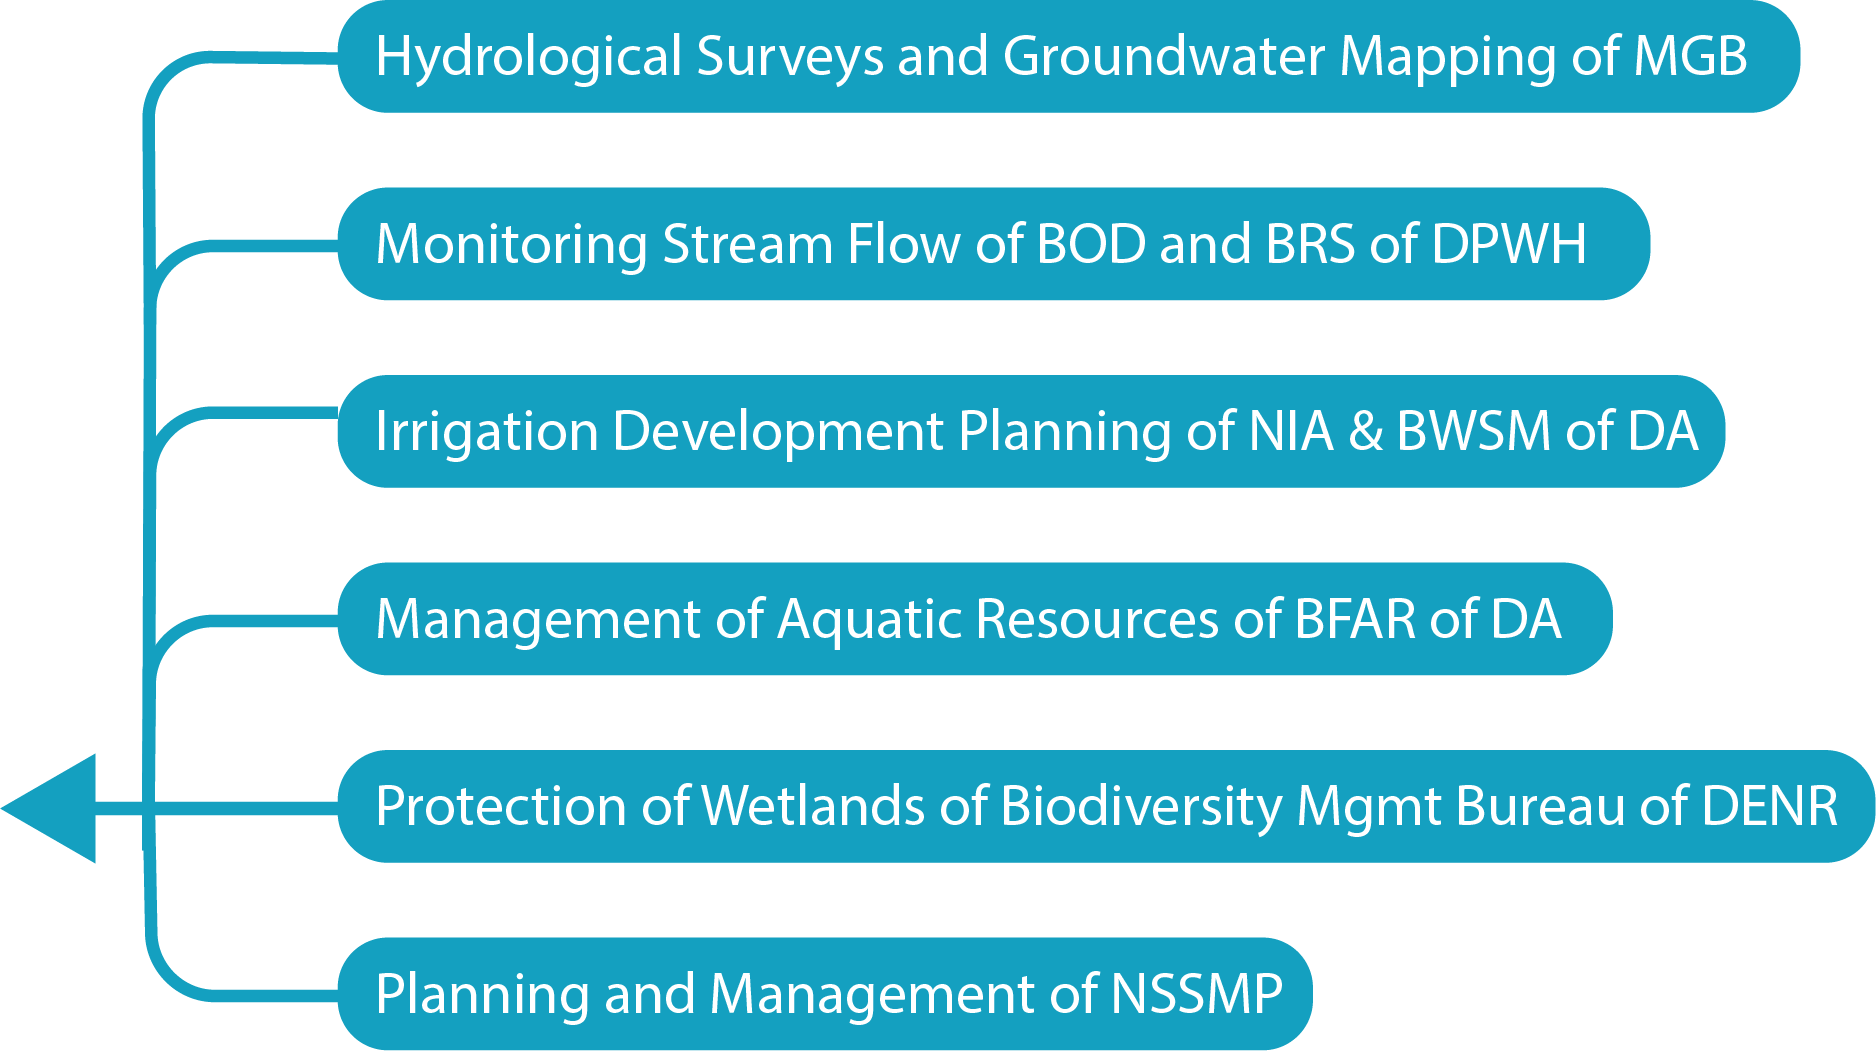 Hydrological Surveys and Groundwater Mapping of MGB
Monitoring Stream Flow of BOD and BRS of DPWH
Irrigation Development Planning of NIA & BWSM of DA
Management of Aquatic Resources of BFAR of DA
Protection of Wetlands of Biodiversity Mgmt Bureau of DENR
Planning and Management of NSSMP